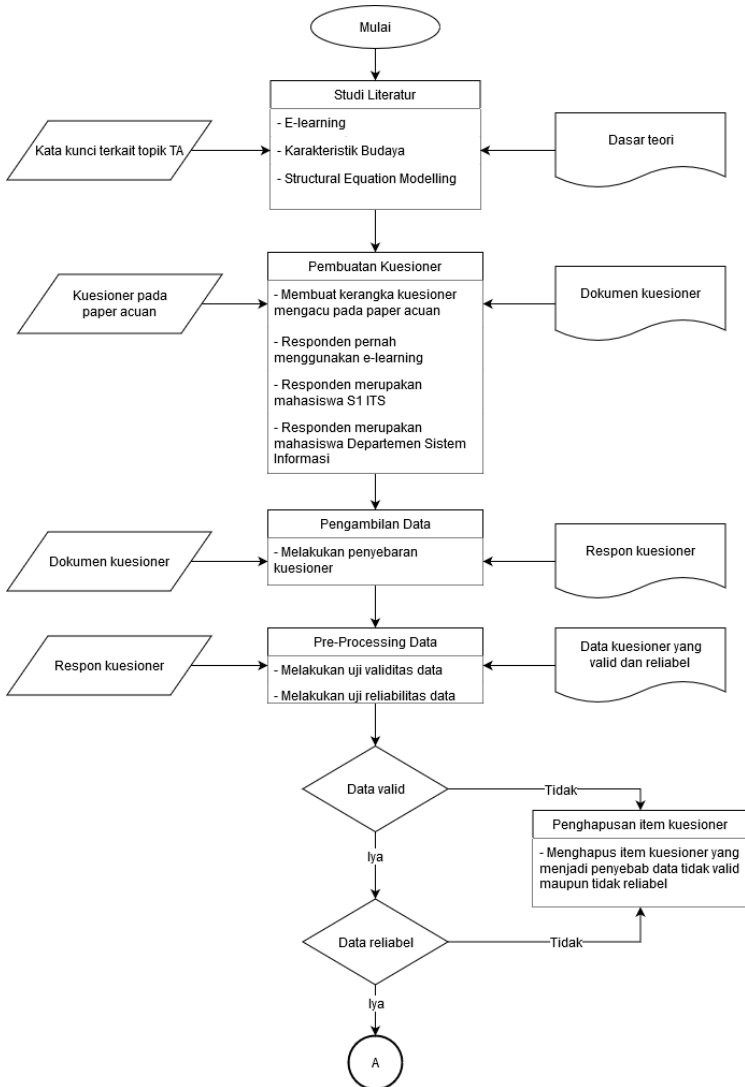 Mulai
Studi Literatur
- E-learning
- Karakteristik Budaya
- Structural Equation Modelling
Kata kunci terkait topik TA
Dasar teori
Pembuatan Kuesioner
- Membuat kerangka kuesioner
mengacu pada paper acuan
- Responden pernah
menggunakan e-learning
- Responden merupakan
mahasiswa S1 ITS
- Responden merupakan
mahasiswa Departemen Sistem
Informasi
Kuesioner pada
paper acuan
Dokumen kuesioner
Pengambilan Data
- Melakukan penyebaran
kuesioner
Dokumen kuesioner
Respon kuesioner
Pre-Processing Data
- Melakukan uji validitas data
- Melakukan uji reliabilitas data
Respon kuesioner
Data kuesioner yang
valid dan reliabel
Data valid
Tidak
Penghapusan item kuesioner
- Menghapus item kuesioner yang
menjadi penyebab data tidak valid
maupun tidak reliabel
Iya
Data reliabel
Tidak
Iya
A